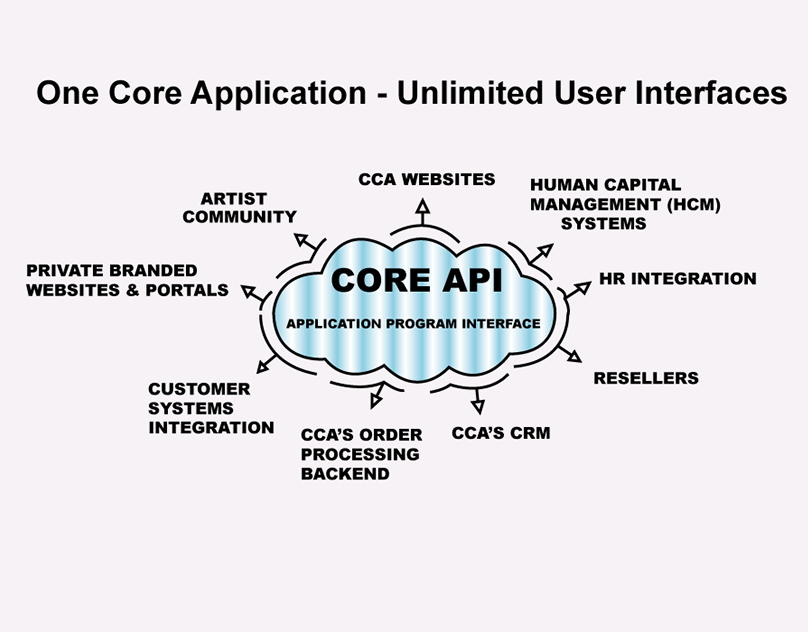 One Core Application - Unlimited User Interfaces
CCA WEBSITES
HUMAN CAPITAL
MANAGEMENT (HCM)
SYSTEMS
ARTIST
COMMUNITY
PRIVATE BRANDED
WEBSITES & PORTALS
CORE API
APPLICATION PROGRAM INTERFACE
HR INTEGRATION
RESELLERS
CUSTOMER
SYSTEMS
INTEGRATION
CCA'S ORDER
PROCESSING
BACKEND
CCA'S CRM